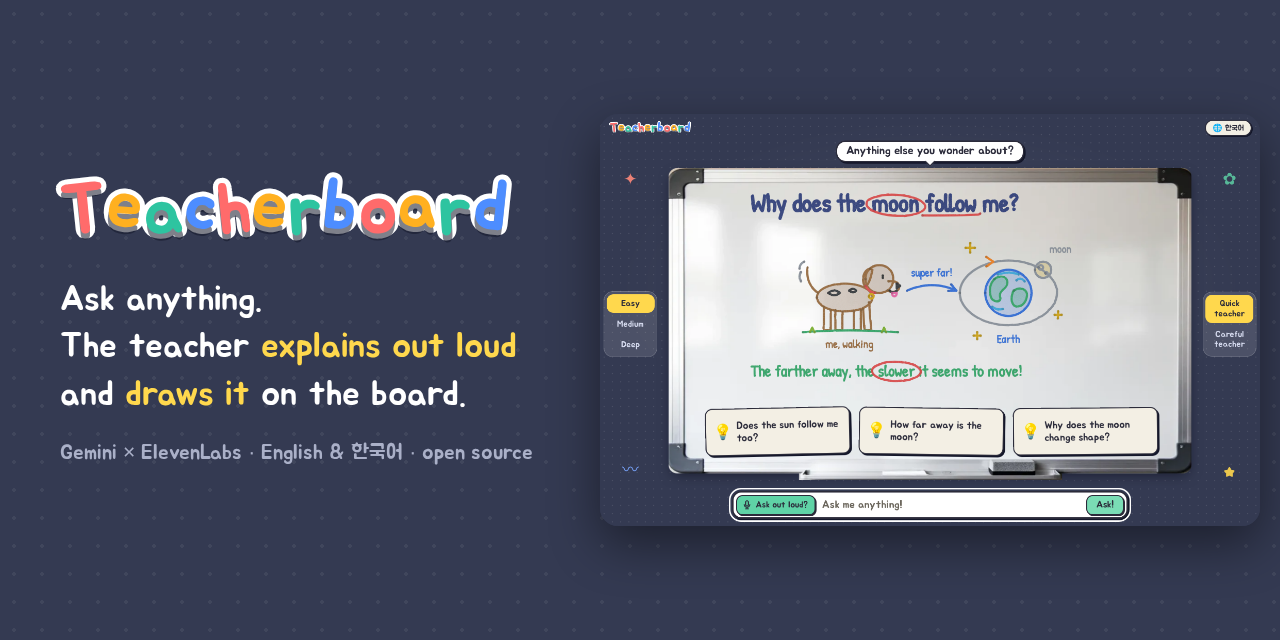 Teacherboard
Ask anything.
The teacher explains out loud
and draws it on the board.
Gemini × ElevenLabs · English & 한국어 · open source
Teacherboard
한국어
Anything else you wonder about?
Why does the moon follow me?
moon
super far!
me, walking
Earth
The farther away, the slower it seems to move!
Easy
Medium
Deep
Quick
teacher
Careful
teacher
Does the sun follow me
too?
How far away is the
moon?
Why does the moon
change shape?
Ask out loud?
Ask me anything!
Ask!